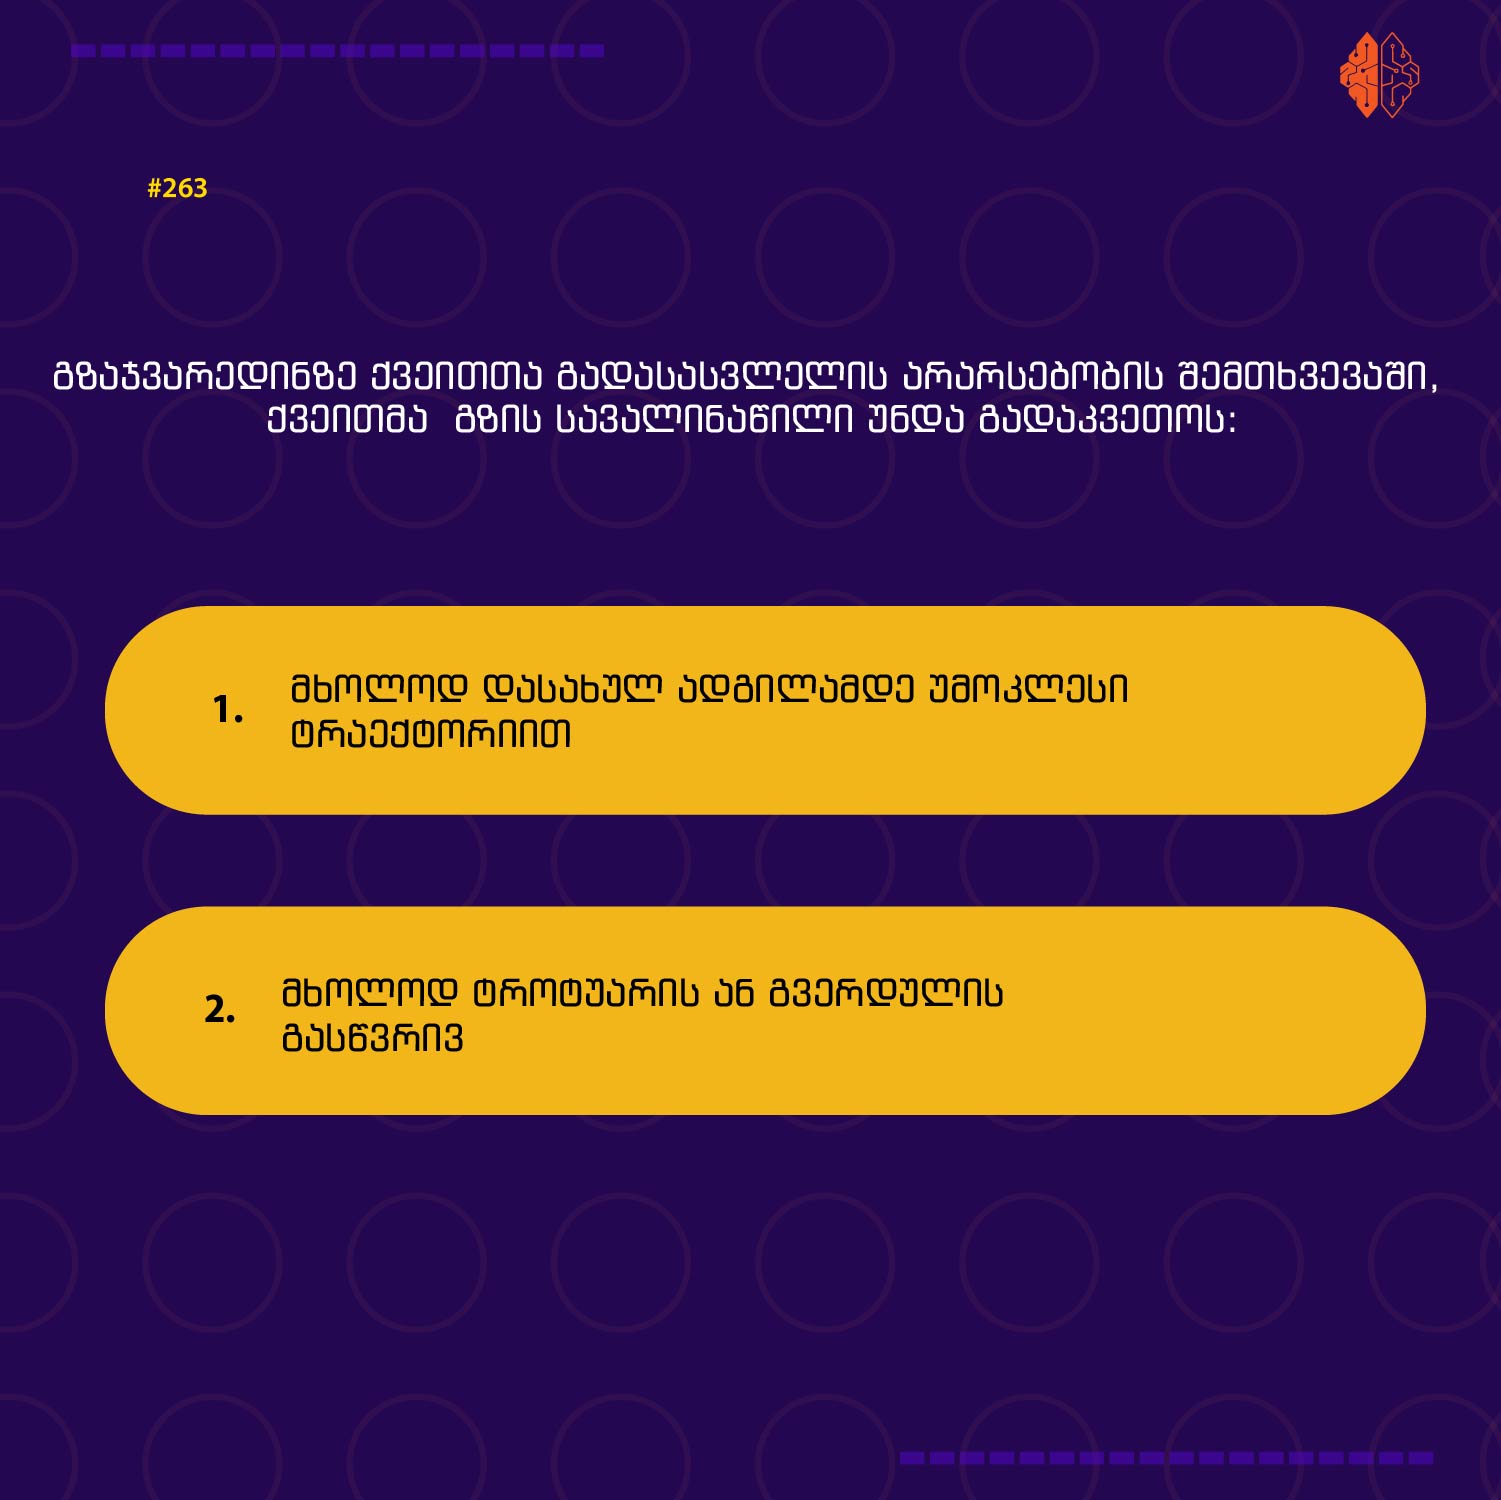 #263
გზაჯვარედინზე ქვეითთა გადასასვლელის არარსებობის შემთხვევაში,
ქვეითმა გზის სავალინაწილი უნდა გადაკვეთოს:
1. მხოლოდ დასახულ ადგილამდე უმოკლესი
ტრაექტორიით
2. მხოლოდ ტროტუარის ან გვერდულის
გასწვრივ